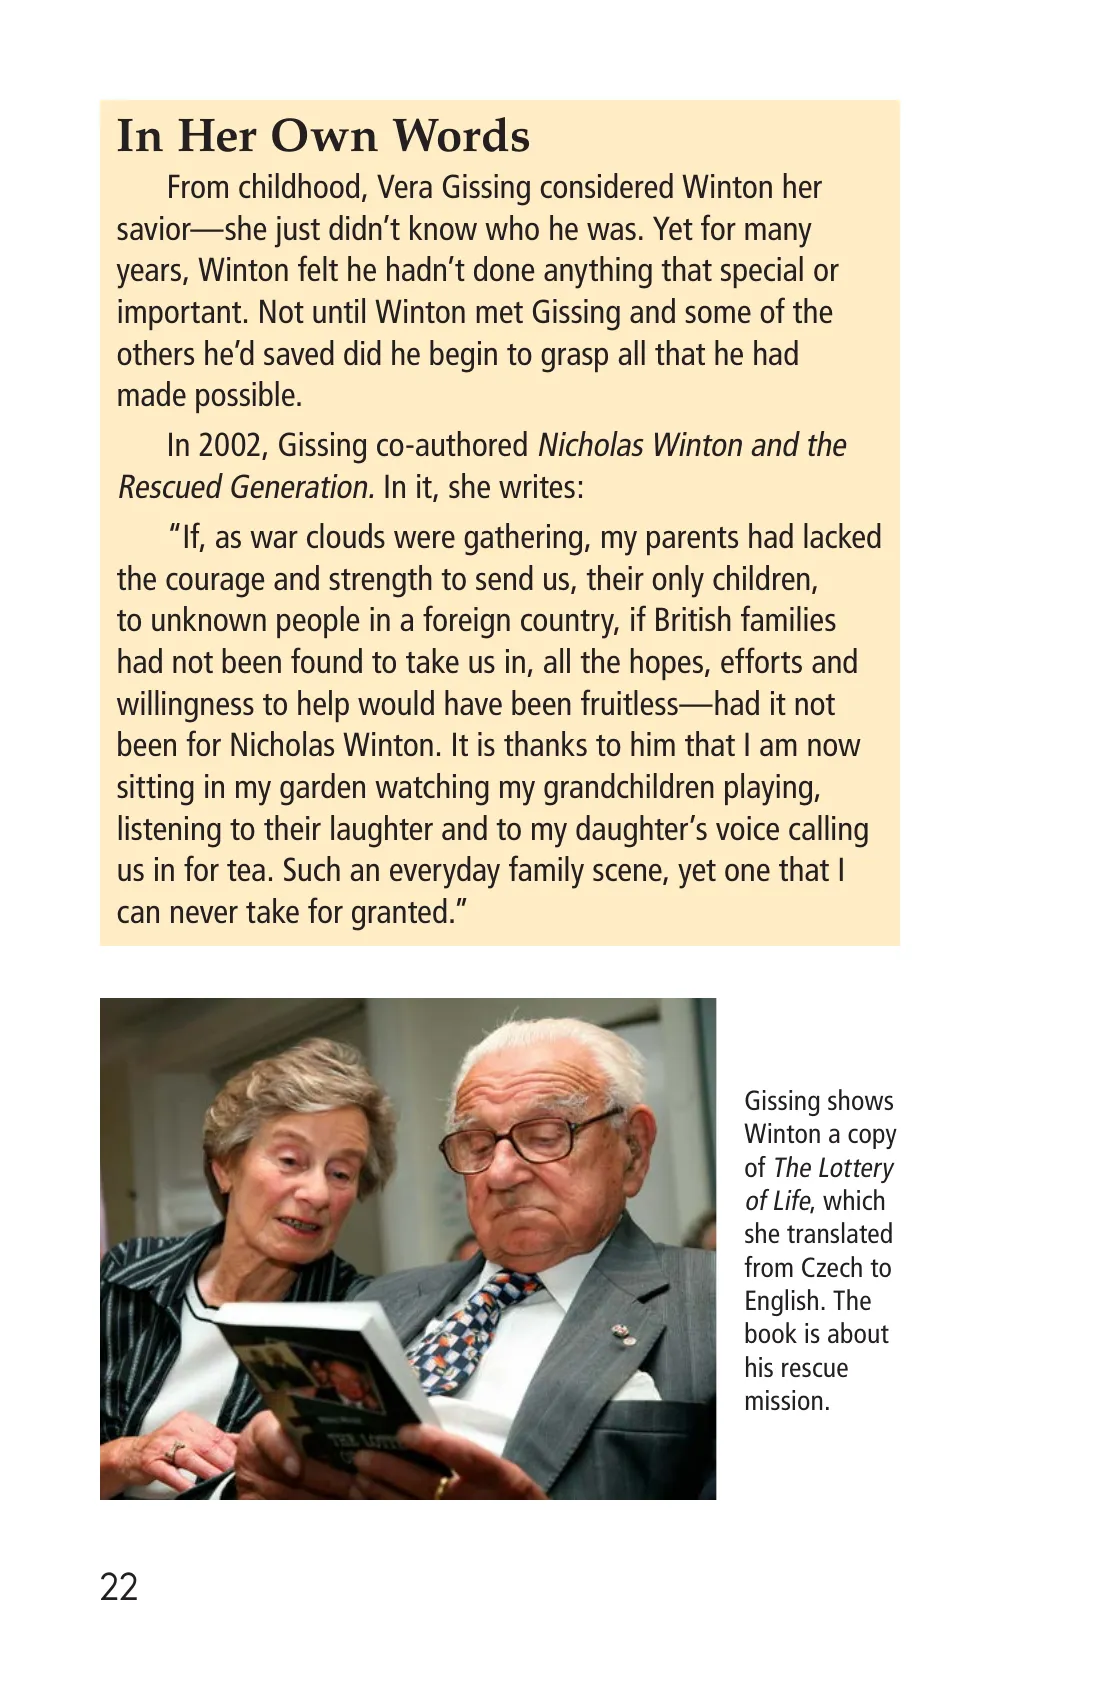 In Her Own Words
From childhood, Vera Gissing considered Winton her
savior—she just didn’t know who he was. Yet for many
years, Winton felt he hadn’t done anything that special or
important. Not until Winton met Gissing and some of the
others he’d saved did he begin to grasp all that he had
made possible.
In 2002, Gissing co-authored Nicholas Winton and the
Rescued Generation. In it, she writes:
“If, as war clouds were gathering, my parents had lacked
the courage and strength to send us, their only children,
to unknown people in a foreign country, if British families
had not been found to take us in, all the hopes, efforts and
willingness to help would have been fruitless—had it not
been for Nicholas Winton. It is thanks to him that I am now
sitting in my garden watching my grandchildren playing,
listening to their laughter and to my daughter’s voice calling
us in for tea. Such an everyday family scene, yet one that I
can never take for granted.”
THE
Gissing shows
Winton a copy
of The Lottery
of Life, which
she translated
from Czech to
English. The
book is about
his rescue
mission.
22